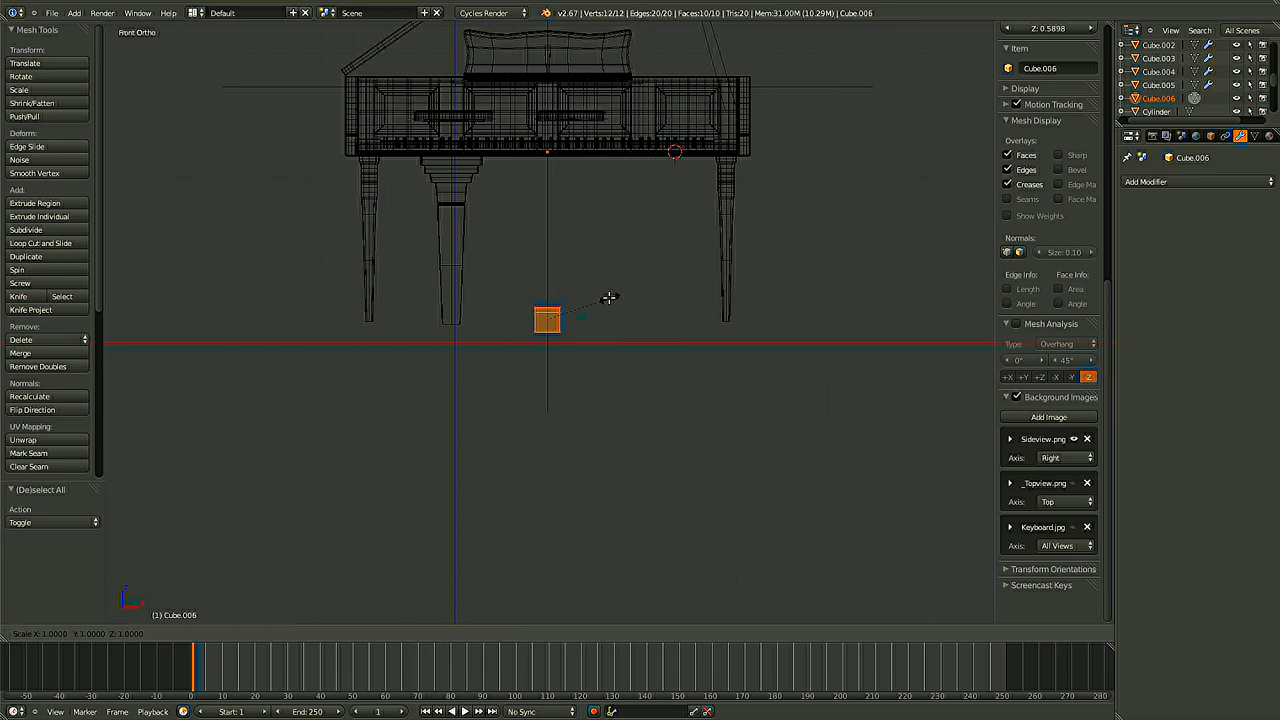 File Add Render Window Help Default Scene Cycles Render v2.67 | Verts:12/12 | Edges:20/20 | Faces:10/10 | Tris:20 | Mem:31.00M (10.29M) | Cube.006
Mesh Tools
Transform:
Translate
Rotate
Scale
Shrink/Fatten
Push/Pull
Deform:
Edge Slide
Noise
Smooth Vertex
Add:
Extrude Region
Extrude Individual
Subdivide
Loop Cut and Slide
Duplicate
Spin
Screw
Knife Select
Knife Project
Remove:
Delete
Merge
Remove Doubles
Normals:
Recalculate
Flip Direction
UV Mapping:
Unwrap
Mark Seam
Clear Seam
(De)select All
Action
Toggle
Front Ortho
(1) Cube.006
Scale X: 1.0000 Y: 1.0000 Z: 1.0000
Z: 0.5898
Item
Cube.006
Display
Motion Tracking
Mesh Display
Overlays:
Faces Sharp
Edges Bevel
Creases Edge Ma
Seams Face Ma
Show Weights
Normals:
Size: 0.10
Edge Info: Face Info:
Length Area
Angle Angle
Mesh Analysis
Type: Overhang
0° 45°
+X +Y +Z -X -Y -Z
Background Images
Add Image
Sideview.png
Axis: Right
_Topview.png
Axis: Top
Keyboard.jpg
Axis: All Views
Transform Orientations
Screencast Keys
View Search All Scenes
Cube.002
Cube.003
Cube.004
Cube.005
Cube.006
Cylinder
Cube.006
Add Modifier
-50 -40 -30 -20 -10 0 10 20 30 40 50 60 70 80 90 100 110 120 130 140 150 160 170 180 190 200 210 220 230 240 250 260 270 280
View Marker Frame Playback Start: 1 End: 250 1 No Sync